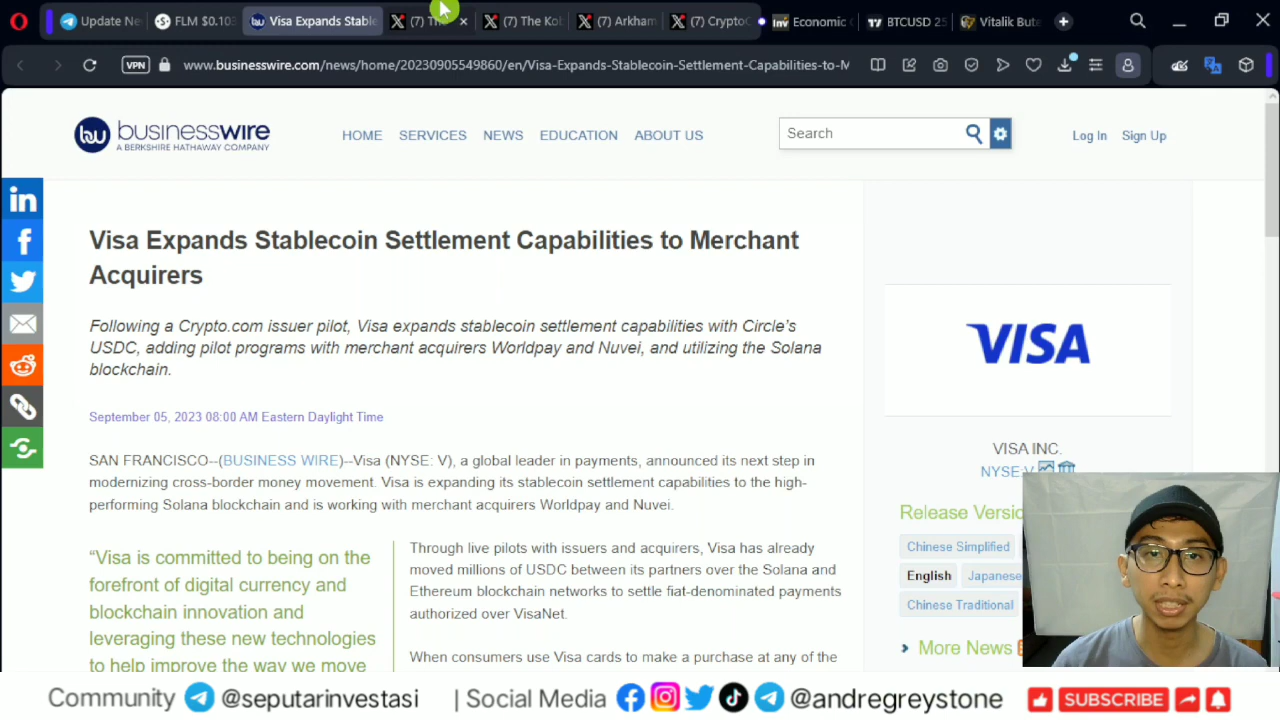 Update Ne
FLM $0.103
Visa Expands Stable
(7) Th
(7) The Kob
(7) Arkham
(7) Crypto
Economic
BTCUSD 25
Vitalik Bute
VPN
www.businesswire.com/news/home/20230905549860/en/Visa-Expands-Stablecoin-Settlement-Capabilities-to-M
bw businesswire
A BERKSHIRE HATHAWAY COMPANY
HOME SERVICES NEWS EDUCATION ABOUT US
Search
Log In Sign Up
Visa Expands Stablecoin Settlement Capabilities to Merchant
Acquirers
Following a Crypto.com issuer pilot, Visa expands stablecoin settlement capabilities with Circle's
USDC, adding pilot programs with merchant acquirers Worldpay and Nuvei, and utilizing the Solana
blockchain.
September 05, 2023 08:00 AM Eastern Daylight Time
SAN FRANCISCO--(BUSINESS WIRE)--Visa (NYSE: V), a global leader in payments, announced its next step in
modernizing cross-border money movement. Visa is expanding its stablecoin settlement capabilities to the high-
performing Solana blockchain and is working with merchant acquirers Worldpay and Nuvei.
“Visa is committed to being on the
forefront of digital currency and
blockchain innovation and
leveraging these new technologies
to help improve the way we move
Through live pilots with issuers and acquirers, Visa has already
moved millions of USDC between its partners over the Solana and
Ethereum blockchain networks to settle fiat-denominated payments
authorized over VisaNet.
When consumers use Visa cards to make a purchase at any of the
VISA
VISA INC.
NYSE:V
Release Versio
Chinese Simplified
English Japanese
Chinese Traditional
More News
Community @seputarinvestasi | Social Media @andregreystone
SUBSCRIBE